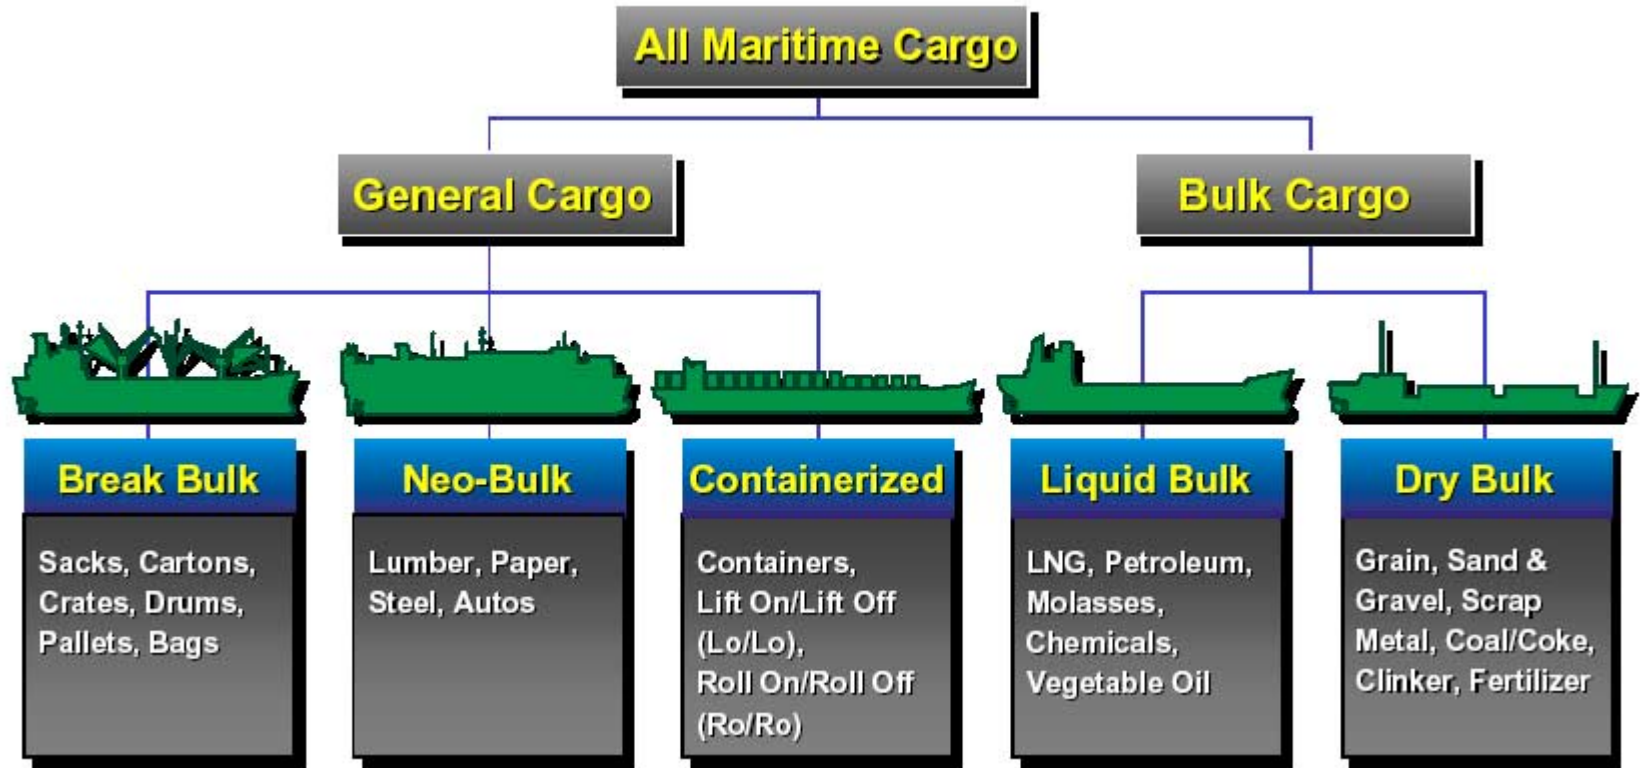 All Maritime Cargo
General Cargo
Bulk Cargo
Break Bulk
Sacks, Cartons,
Crates, Drums,
Pallets, Bags
Neo-Bulk
Lumber, Paper,
Steel, Autos
Containerized
Containers,
Lift On/Lift Off
(Lo/Lo),
Roll On/Roll Off
(Ro/Ro)
Liquid Bulk
LNG, Petroleum,
Molasses,
Chemicals,
Vegetable Oil
Dry Bulk
Grain, Sand &
Gravel, Scrap
Metal, Coal/Coke,
Clinker, Fertilizer